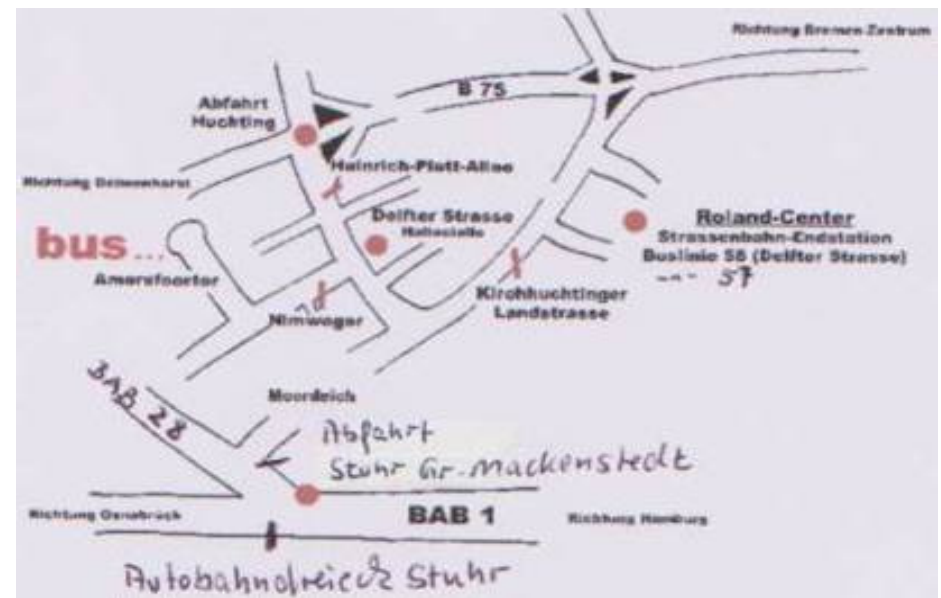 Richtung Bremen Zentrum
B 75
Abfahrt
Huchting
Heinrich-Plett-Allee
Richtung Delmenhorst
Delfter Strasse
Haltestelle
Roland-Center
Strassenbahn-Endstation
Buslinie 58 (Delfter Strasse)
--- 57
bus...
Amersfoorter
Kirchhuchtinger
Landstrasse
Nimweger
BAB 28
Moordeich
Abfahrt
Stuhr Gr. Mackenstedt
Richtung Osnabrück
BAB 1
Richtung Hamburg
Autobahndreieck Stuhr